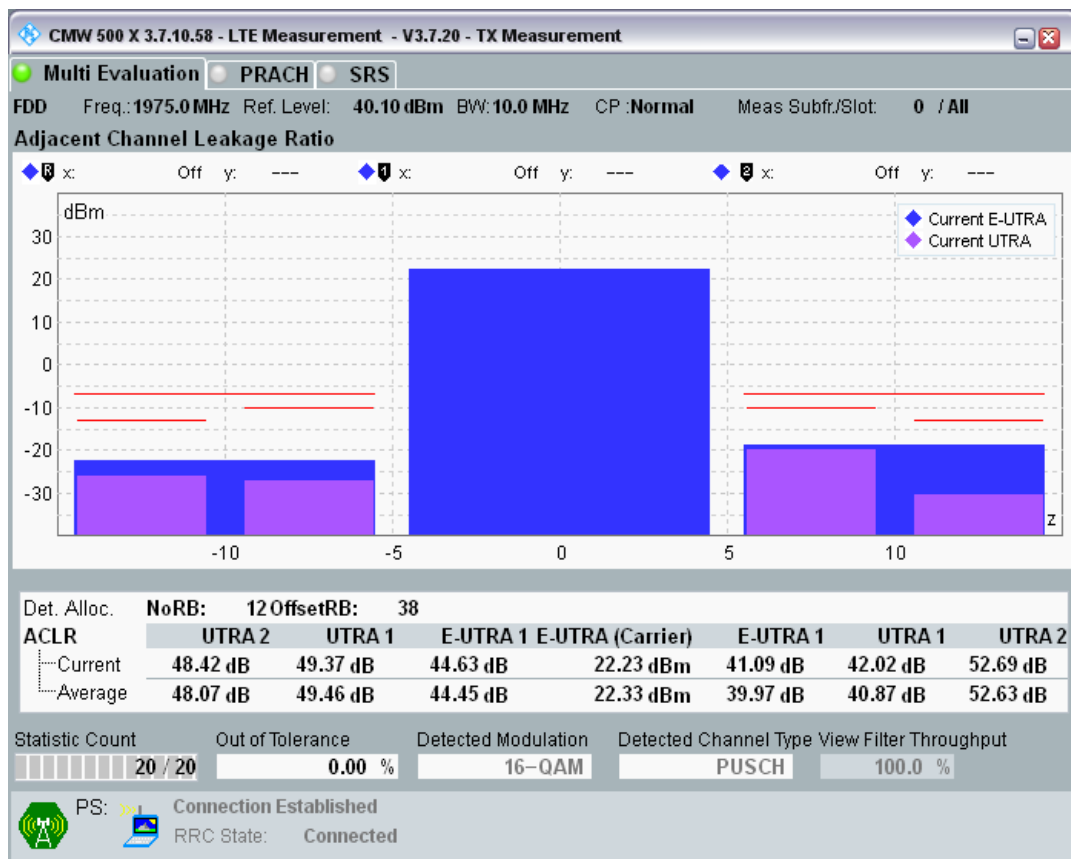 CMW 500 X 3.7.10.58 - LTE Measurement - V3.7.20 - TX Measurement
Multi Evaluation PRACH SRS
FDD Freq.:1975.0 MHz Ref. Level: 40.10 dBm BW:10.0 MHz CP :Normal Meas Subfr./Slot: 0 / All
Adjacent Channel Leakage Ratio
R x: Off y: --- 1 x: Off y: --- 2 x: Off y: ---
dBm
Current E-UTRA
Current UTRA
30
20
10
0
-10
-20
-30
z
-10 -5 0 5 10
Det. Alloc. NoRB: 12 OffsetRB: 38
ACLR UTRA 2 UTRA 1 E-UTRA 1 E-UTRA (Carrier) E-UTRA 1 UTRA 1 UTRA 2
Current 48.42 dB 49.37 dB 44.63 dB 22.23 dBm 41.09 dB 42.02 dB 52.69 dB
Average 48.07 dB 49.46 dB 44.45 dB 22.33 dBm 39.97 dB 40.87 dB 52.63 dB
Statistic Count Out of Tolerance Detected Modulation Detected Channel Type View Filter Throughput
20 / 20 0.00 % 16-QAM PUSCH 100.0 %
PS: Connection Established
RRC State: Connected